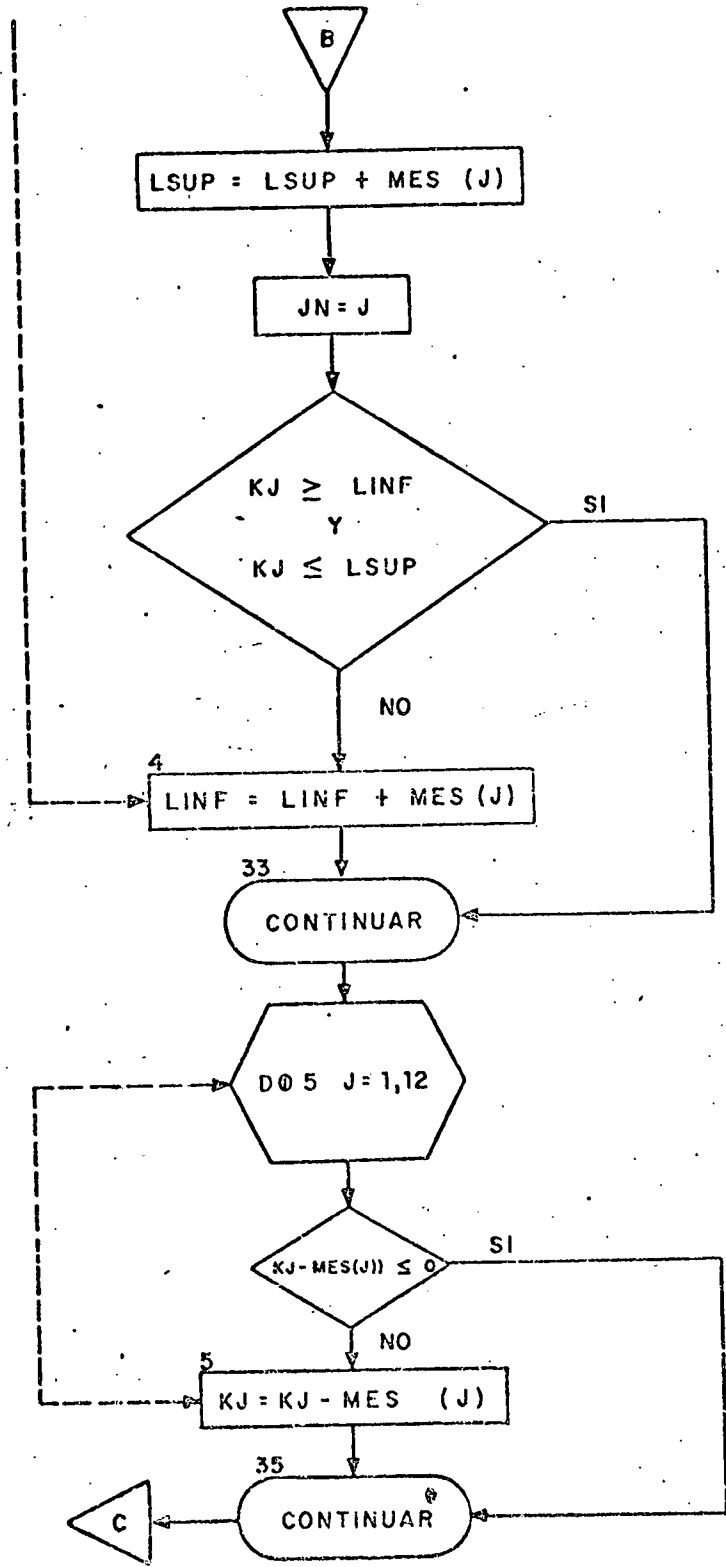 B
LSUP = LSUP + MES (J)
JN = J
KJ ≥ LINF
Y
KJ ≤ LSUP
SI
NO
4
LINF = LINF + MES (J)
33
CONTINUAR
DO 5 J = 1,12
KJ - MES(J)) ≤ 0
SI
NO
5
KJ = KJ - MES (J)
35
CONTINUAR
C